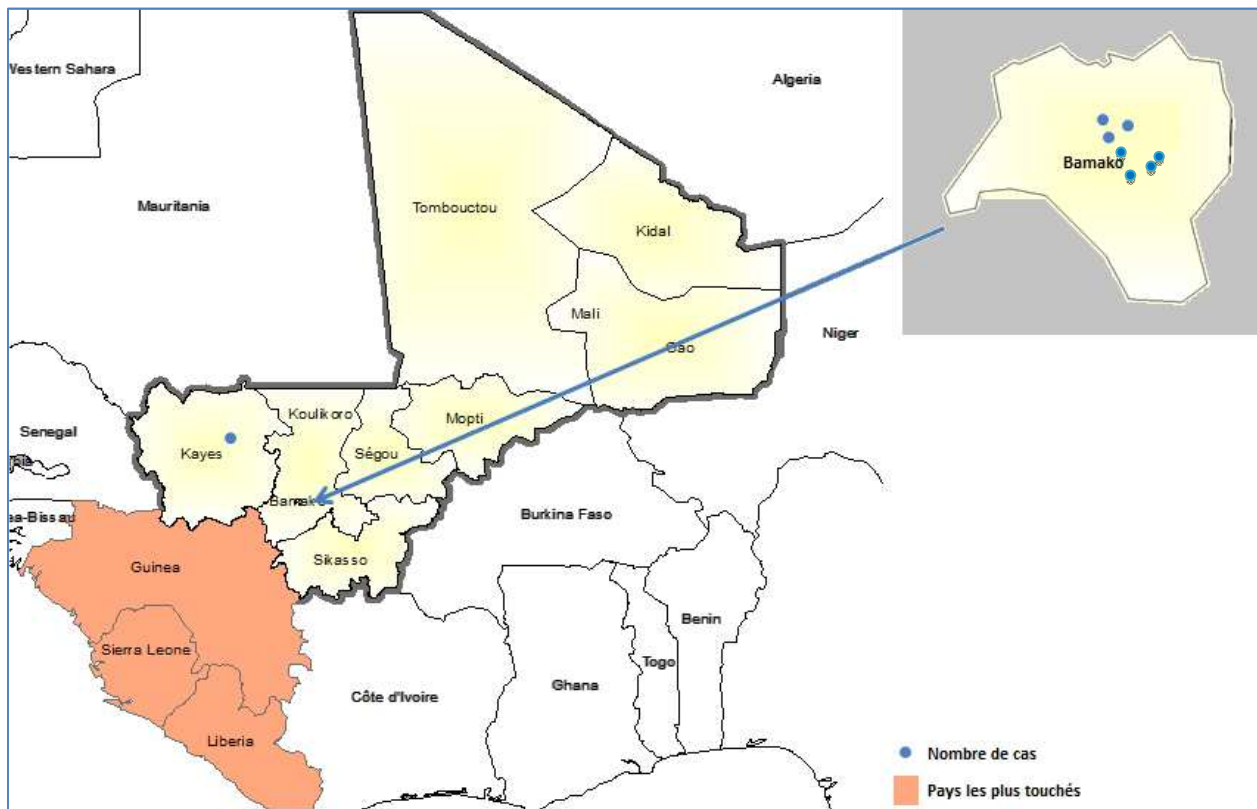 Western Sahara
Algeria
Mauritania
Tombouctou
Kidal
Bamako
Mali
Gao
Niger
Senegal
Kayes
Koulikoro
Ségou
Mopti
Bamako
Burkina Faso
Sikasso
Guinea
Sierra Leone
Liberia
Côte d'Ivoire
Ghana
Togo
Benin
Nombre de cas
Pays les plus touchés